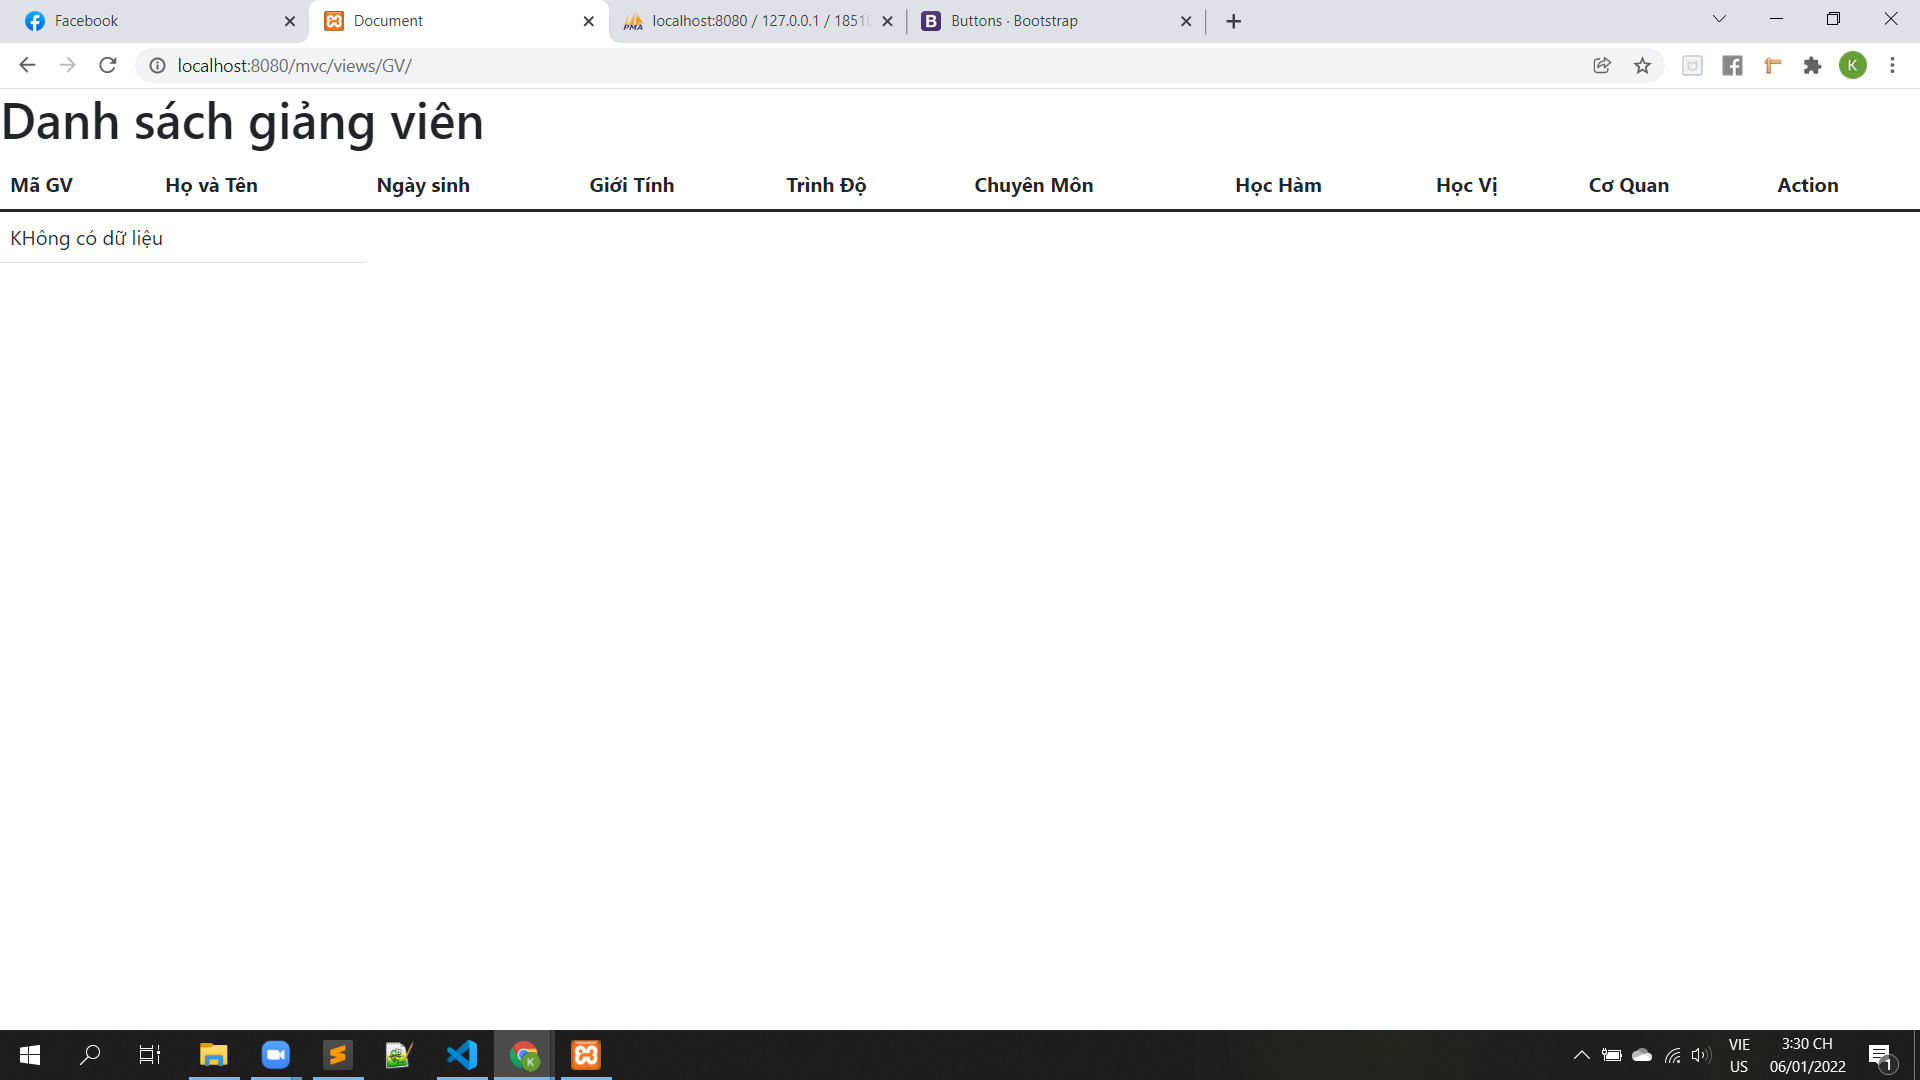 Facebook
Document
localhost:8080 / 127.0.0.1 / 1851
Buttons · Bootstrap
localhost:8080/mvc/views/GV/
K
Danh sách giảng viên
Mã GV Họ và Tên Ngày sinh Giới Tính Trình Độ Chuyên Môn Học Hàm Học Vị Cơ Quan Action
KHông có dữ liệu
VIE
US
3:30 CH
06/01/2022
1